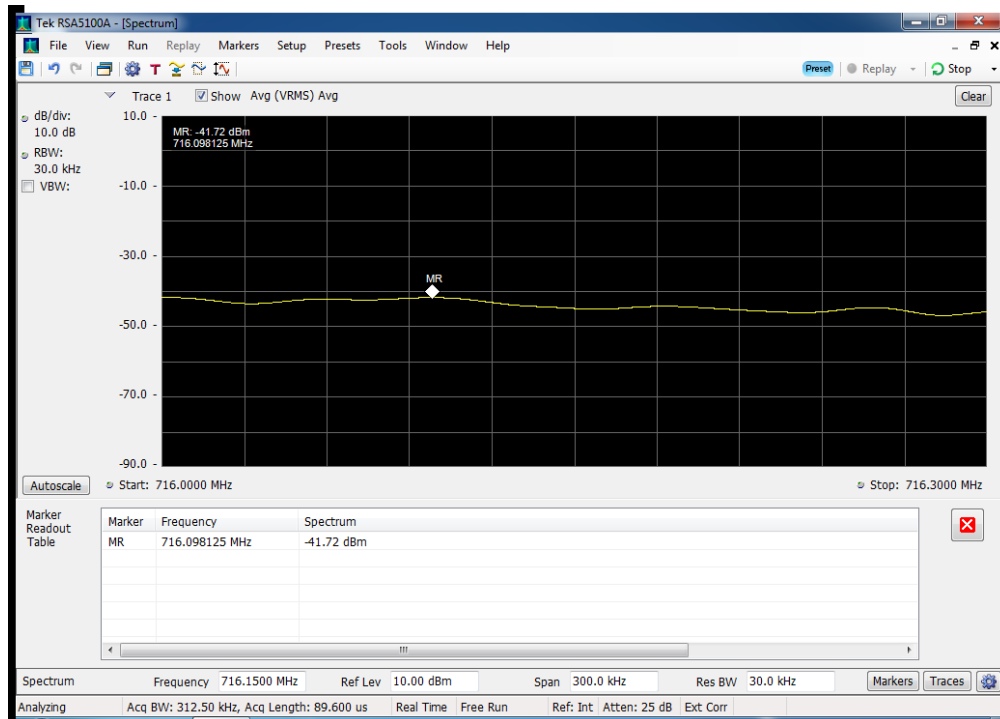 Tek RSA5100A - [Spectrum]
File View Run Replay Markers Setup Presets Tools Window Help
T Preset Replay Stop
Trace 1 Show Avg (VRMS) Avg Clear
dB/div:
10.0 dB
RBW:
30.0 kHz
VBW:
10.0
MR: -41.72 dBm
716.098125 MHz
-10.0
-30.0
MR
-50.0
-70.0
-90.0
Autoscale Start: 716.0000 MHz Stop: 716.3000 MHz
Marker
Readout
Table
Marker Frequency Spectrum
MR 716.098125 MHz -41.72 dBm
Spectrum Frequency 716.1500 MHz Ref Lev 10.00 dBm Span 300.0 kHz Res BW 30.0 kHz Markers Traces
Analyzing Acq BW: 312.50 kHz, Acq Length: 89.600 us Real Time Free Run Ref: Int Atten: 25 dB Ext Corr